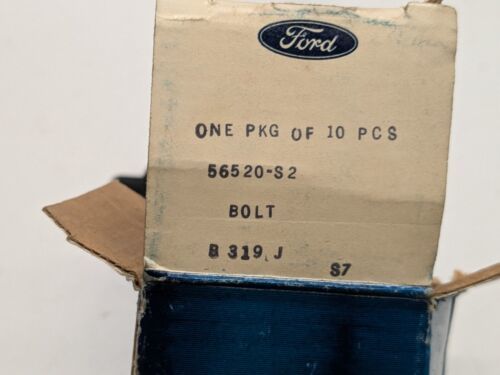 Ford
ONE PKG OF 10 PCS
56520-S2
BOLT
B 319 J
S7